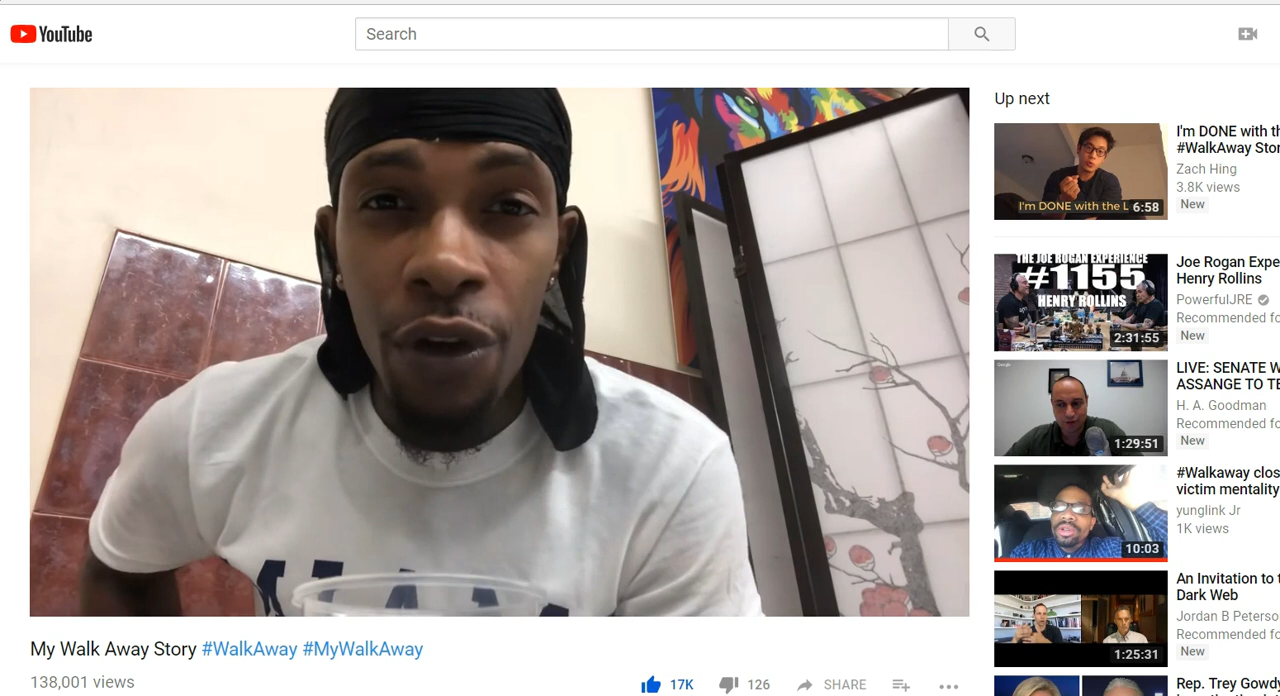 YouTube
Search
Up next
I'm DONE with th
#WalkAway Stor
Zach Hing
3.8K views
New
I'm DONE with the L
6:58
THE JOE ROGAN EXPERIENCE
#1155
HENRY ROLLINS
2:31:55
Joe Rogan Expe
Henry Rollins
PowerfulJRE
Recommended fo
New
LIVE: SENATE W
ASSANGE TO TE
H. A. Goodman
Recommended fo
New
1:29:51
#Walkaway clos
victim mentality
yunglink Jr
1K views
10:03
An Invitation to t
Dark Web
Jordan B Peterso
Recommended fo
New
1:25:31
Rep. Trey Gowdy
My Walk Away Story #WalkAway #MyWalkAway
138,001 views
17K
126
SHARE